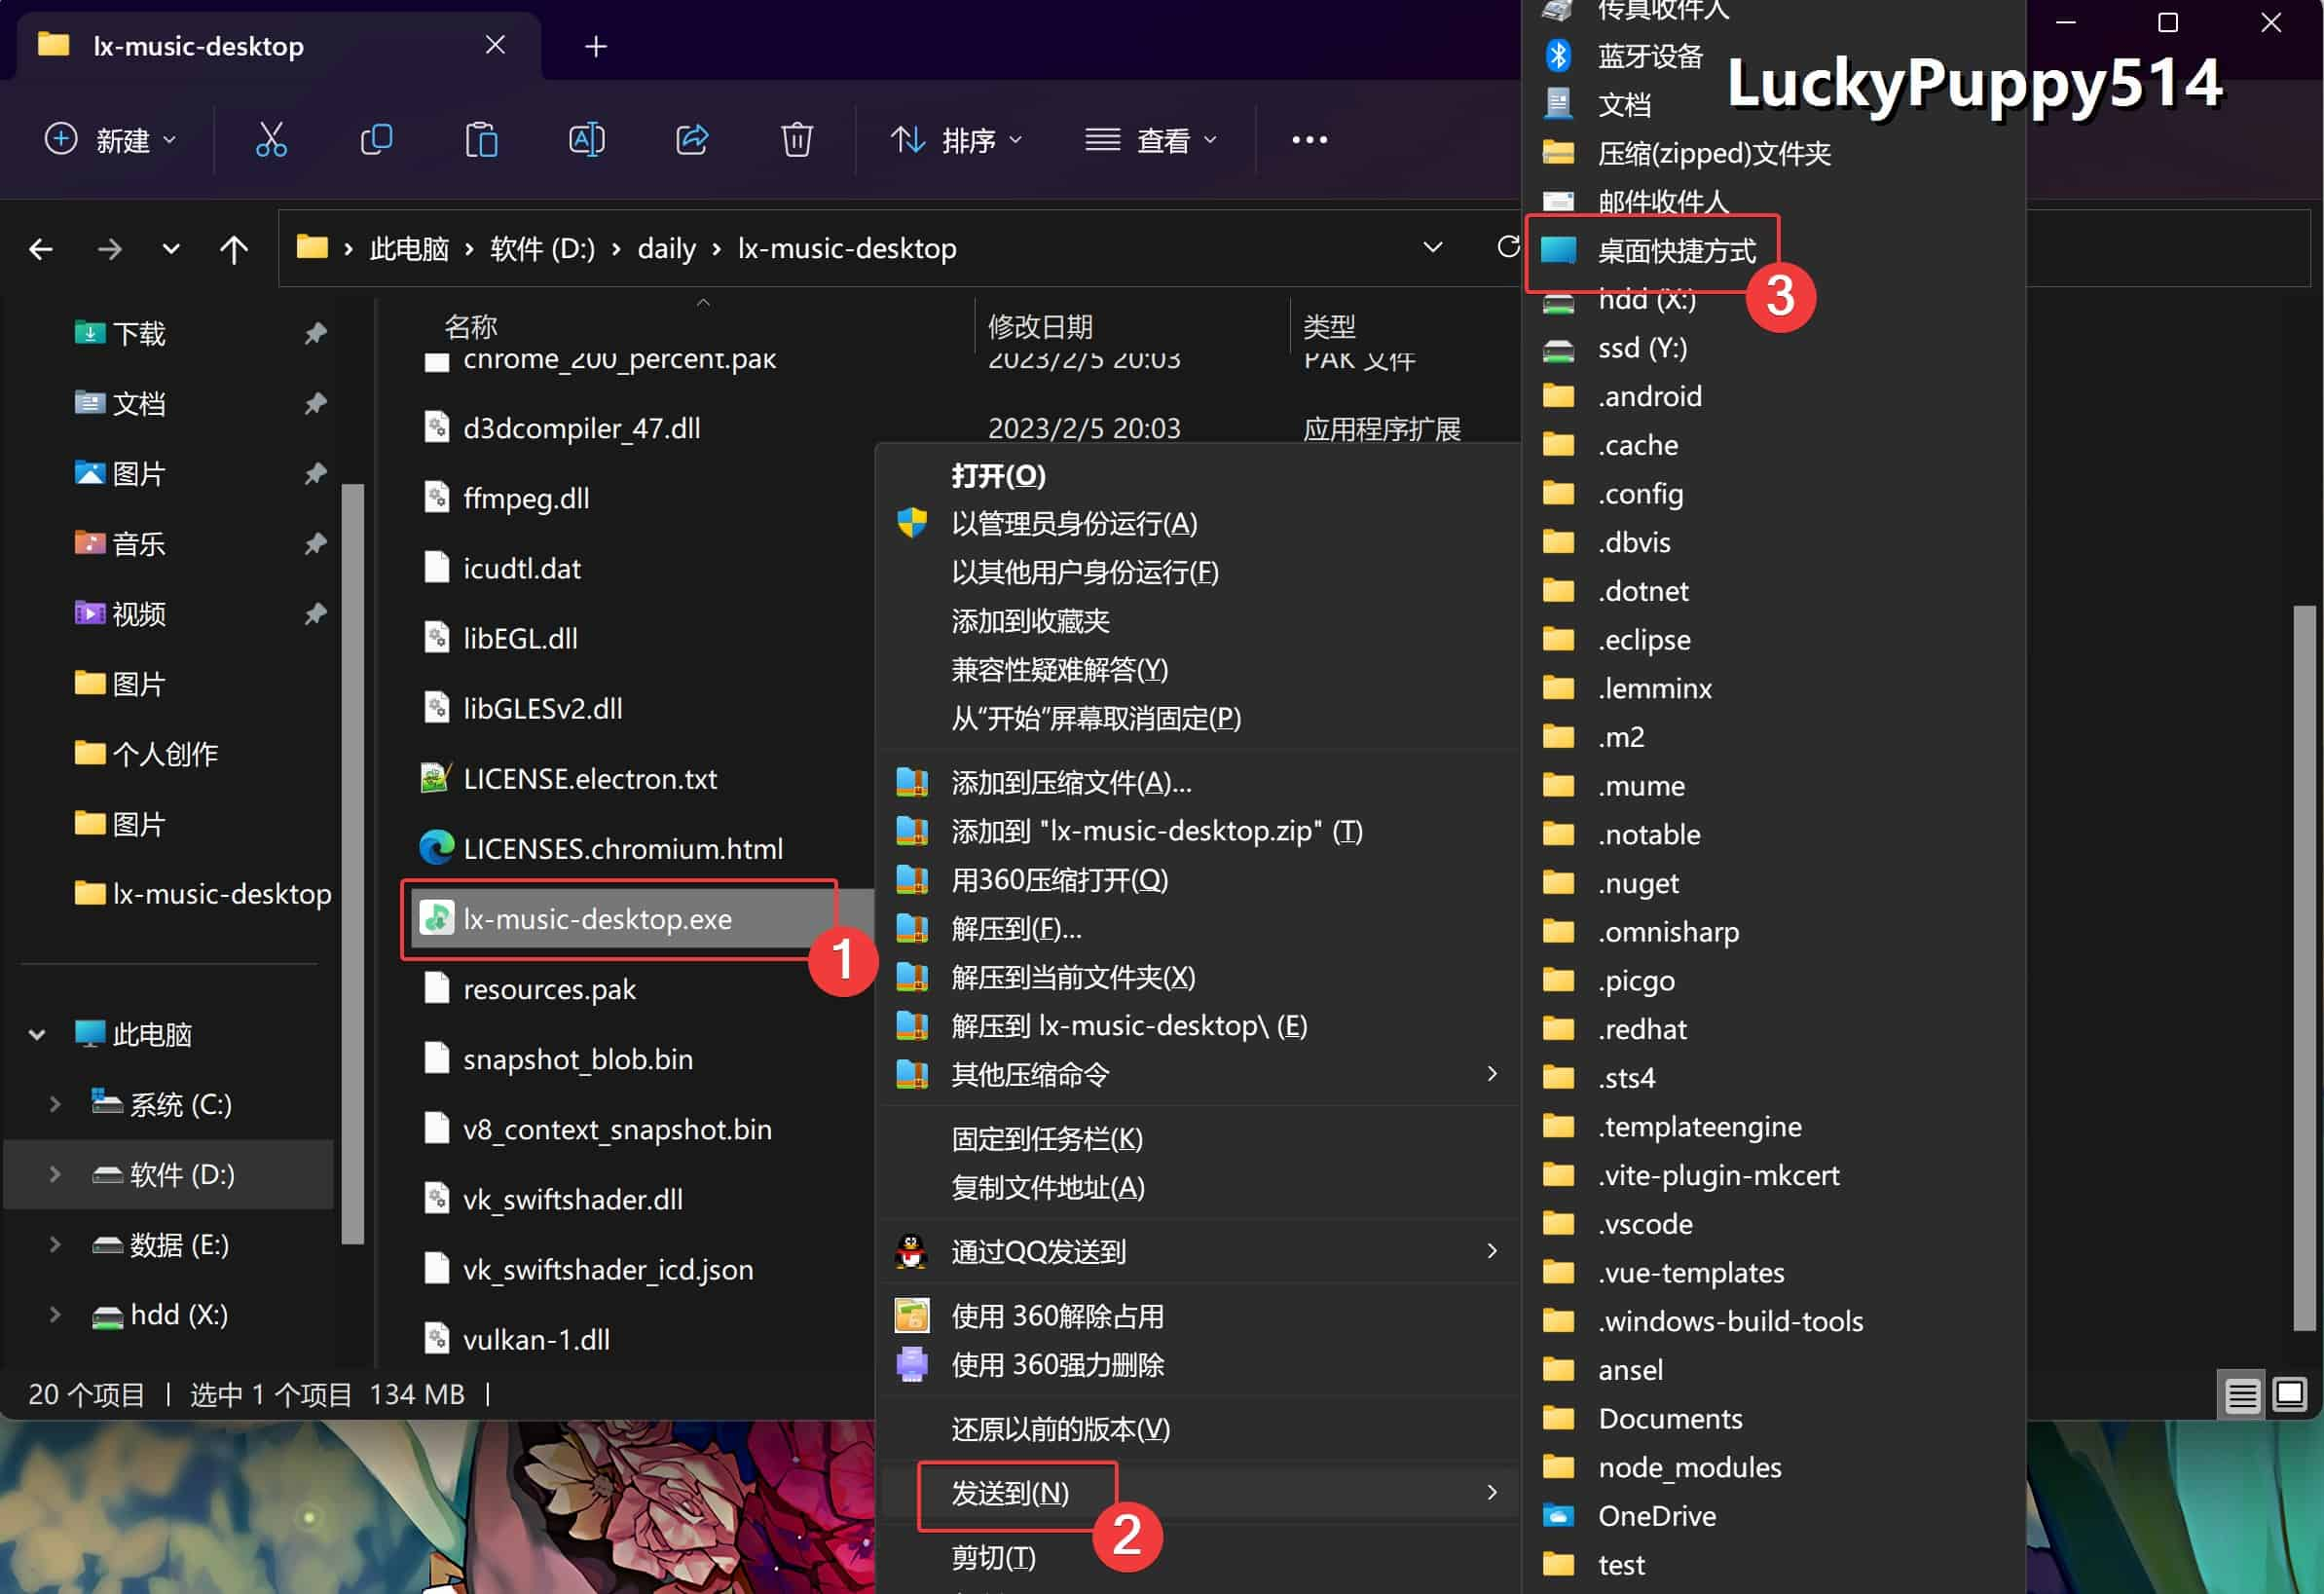 lx-music-desktop
LuckyPuppy514
新建
排序
查看
此电脑 › 软件 (D:) › daily › lx-music-desktop
下载
文档
图片
音乐
视频
图片
个人创作
图片
lx-music-desktop
此电脑
系统 (C:)
软件 (D:)
数据 (E:)
hdd (X:)
名称 修改日期 类型
chrome_200_percent.pak 2023/2/5 20:03 PAK 文件
d3dcompiler_47.dll 2023/2/5 20:03 应用程序扩展
ffmpeg.dll
icudtl.dat
libEGL.dll
libGLESv2.dll
LICENSE.electron.txt
LICENSES.chromium.html
lx-music-desktop.exe
1
resources.pak
snapshot_blob.bin
v8_context_snapshot.bin
vk_swiftshader.dll
vk_swiftshader_icd.json
vulkan-1.dll
20 个项目 | 选中 1 个项目 134 MB |
打开(O)
以管理员身份运行(A)
以其他用户身份运行(F)
添加到收藏夹
兼容性疑难解答(Y)
从“开始”屏幕取消固定(P)
添加到压缩文件(A)...
添加到 "lx-music-desktop.zip" (T)
用360压缩打开(Q)
解压到(F)...
解压到当前文件夹(X)
解压到 lx-music-desktop\ (E)
其他压缩命令
固定到任务栏(K)
复制文件地址(A)
通过QQ发送到
使用 360解除占用
使用 360强力删除
还原以前的版本(V)
发送到(N)
2
剪切(T)
传真收件人
蓝牙设备
文档
压缩(zipped)文件夹
邮件收件人
桌面快捷方式
3
hdd (X:)
ssd (Y:)
.android
.cache
.config
.dbvis
.dotnet
.eclipse
.lemminx
.m2
.mume
.notable
.nuget
.omnisharp
.picgo
.redhat
.sts4
.templateengine
.vite-plugin-mkcert
.vscode
.vue-templates
.windows-build-tools
ansel
Documents
node_modules
OneDrive
test